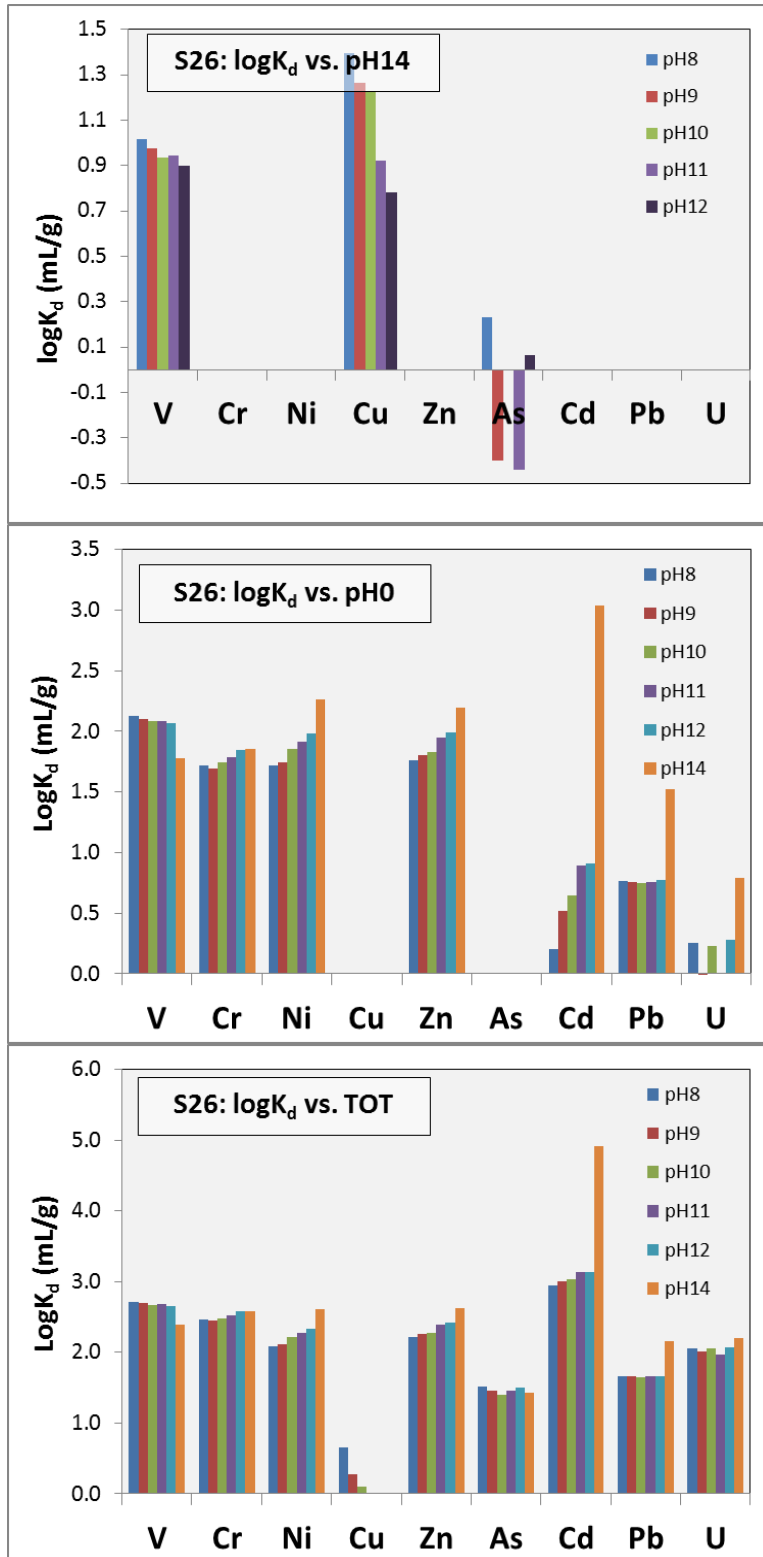 S26: logKd vs. pH14
logKd (mL/g)
1.5
1.3
1.1
0.9
0.7
0.5
0.3
0.1
-0.1
-0.3
-0.5
pH8
pH9
pH10
pH11
pH12
V Cr Ni Cu Zn As Cd Pb U
S26: logKd vs. pH0
LogKd (mL/g)
3.5
3.0
2.5
2.0
1.5
1.0
0.5
0.0
pH8
pH9
pH10
pH11
pH12
pH14
V Cr Ni Cu Zn As Cd Pb U
S26: logKd vs. TOT
LogKd (mL/g)
6.0
5.0
4.0
3.0
2.0
1.0
0.0
pH8
pH9
pH10
pH11
pH12
pH14
V Cr Ni Cu Zn As Cd Pb U